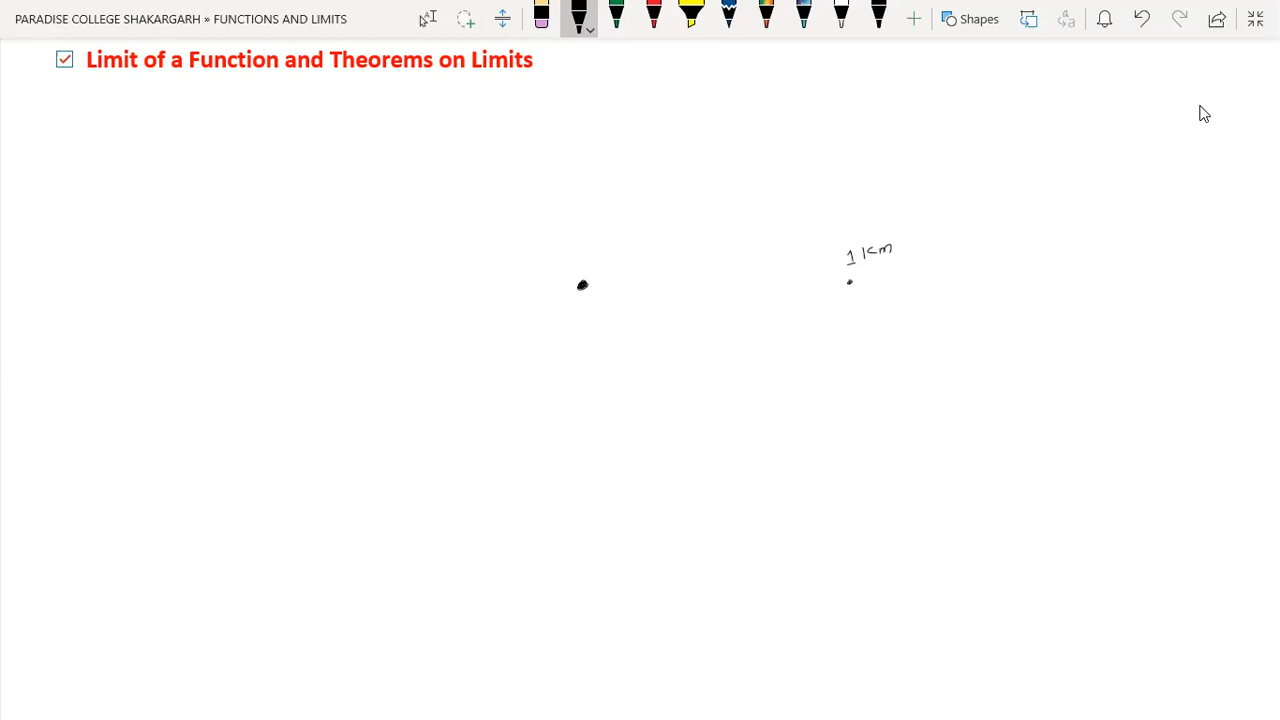 PARADISE COLLEGE SHAKARGARH » FUNCTIONS AND LIMITS
Shapes
Limit of a Function and Theorems on Limits
1 Km